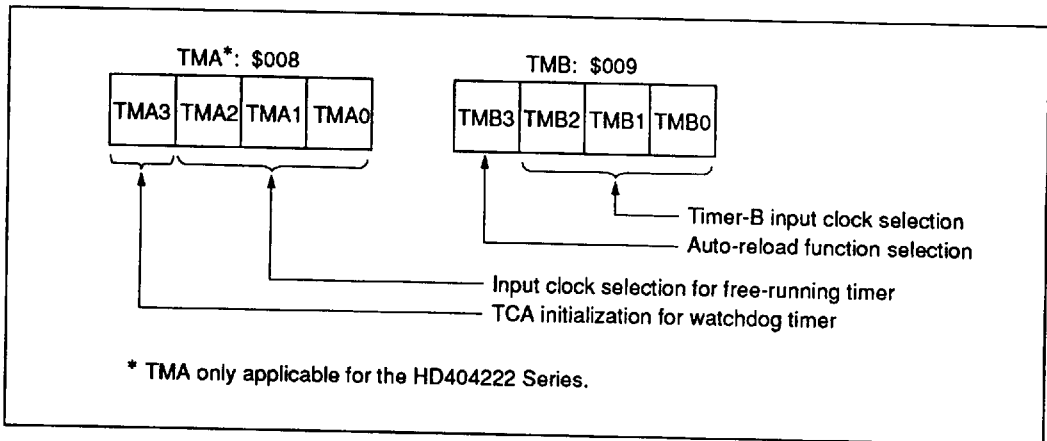 TMA*: $008
TMB: $009
TMA3 TMA2 TMA1 TMA0
TMB3 TMB2 TMB1 TMB0
Timer-B input clock selection
Auto-reload function selection
Input clock selection for free-running timer
TCA initialization for watchdog timer
* TMA only applicable for the HD404222 Series.